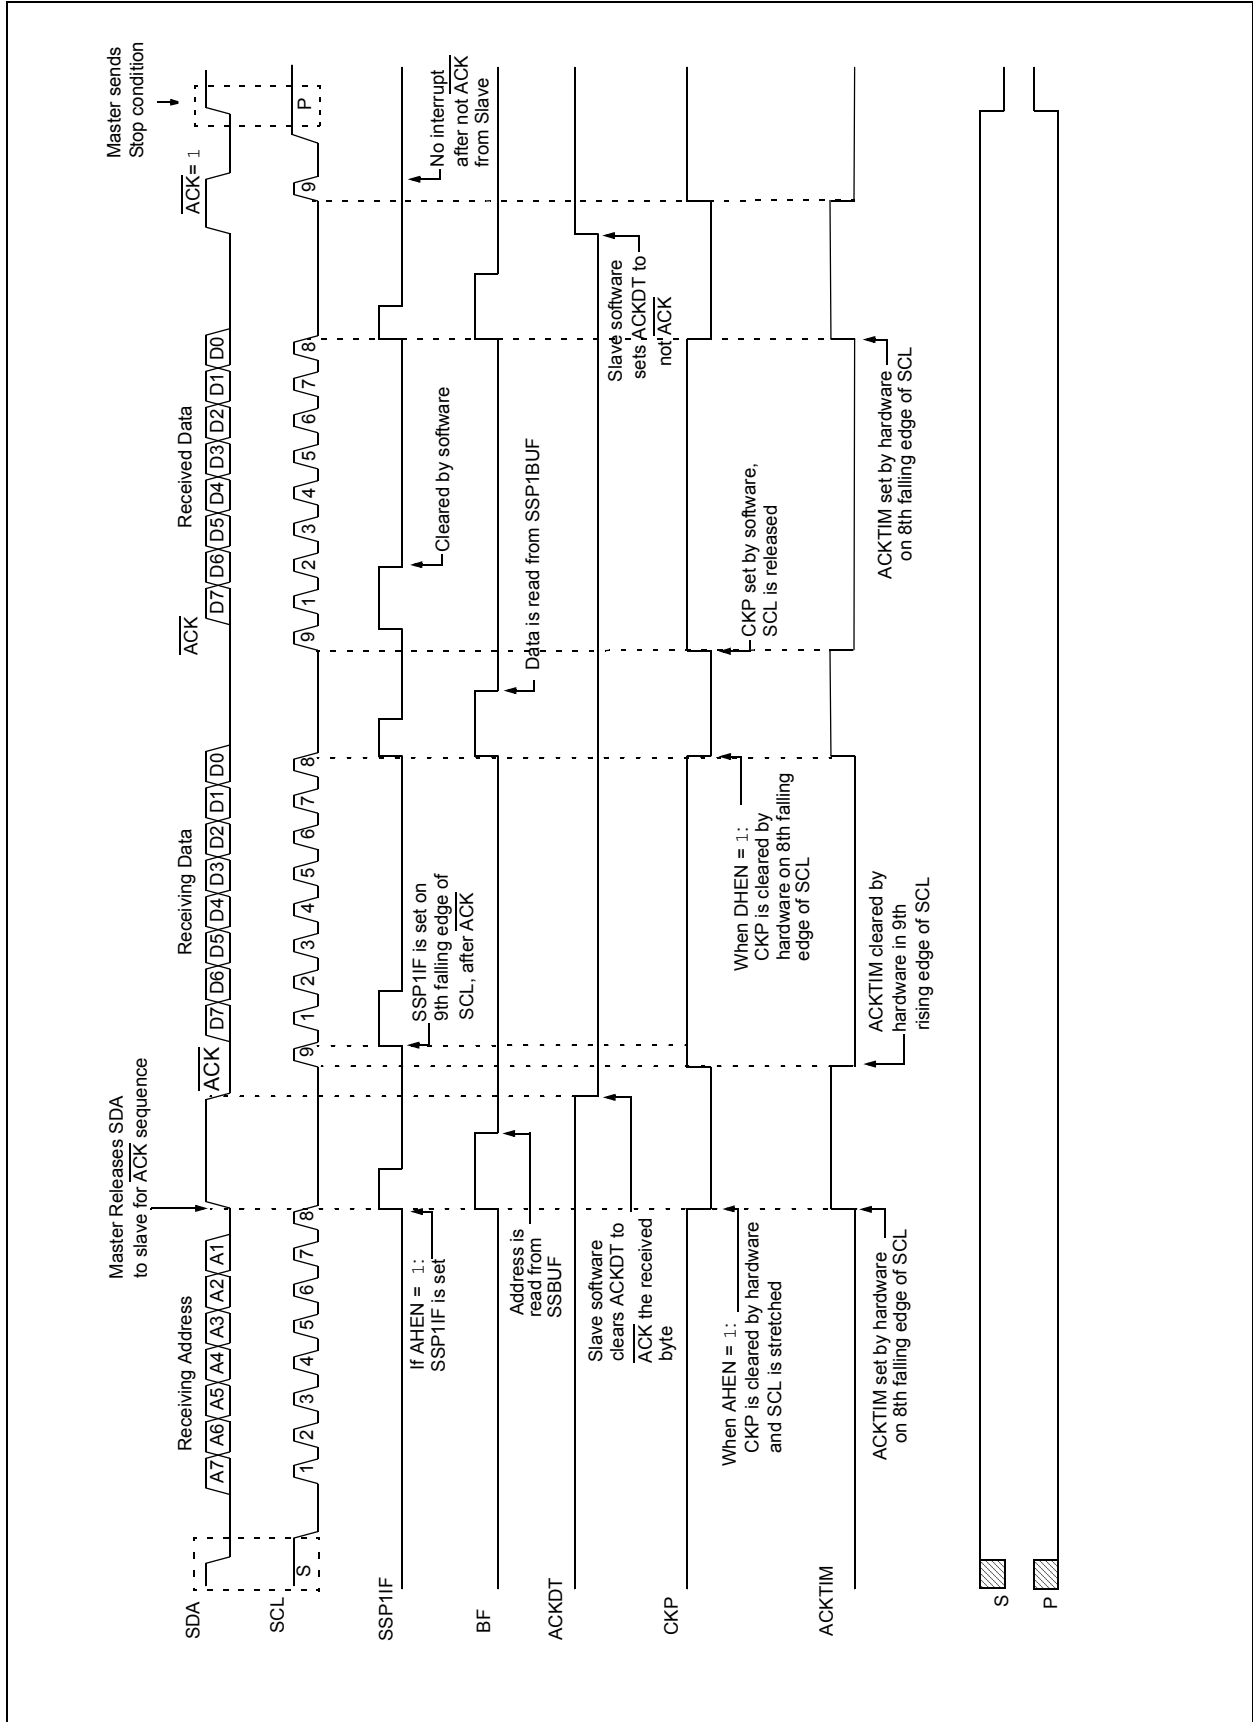 Master Releases SDA
to slave for ACK sequence
Master sends
Stop condition
Receiving Address
Receiving Data
Received Data
ACK
ACK
ACK= 1
SDA
A7 A6 A5 A4 A3 A2 A1
D7 D6 D5 D4 D3 D2 D1 D0
D7 D6 D5 D4 D3 D2 D1 D0
SCL
S
1 2 3 4 5 6 7 8
9
1 2 3 4 5 6 7 8
9
1 2 3 4 5 6 7 8
9
P
SSP1IF
If AHEN = 1:
SSP1IF is set
SSP1IF is set on
9th falling edge of
SCL, after ACK
Cleared by software
No interrupt
after not ACK
from Slave
BF
Address is
read from
SSBUF
Data is read from SSP1BUF
ACKDT
Slave software
clears ACKDT to
ACK the received
byte
Slave software
sets ACKDT to
not ACK
CKP
When AHEN = 1:
CKP is cleared by hardware
and SCL is stretched
When DHEN = 1:
CKP is cleared by
hardware on 8th falling
edge of SCL
CKP set by software,
SCL is released
ACKTIM
ACKTIM set by hardware
on 8th falling edge of SCL
ACKTIM cleared by
hardware in 9th
rising edge of SCL
ACKTIM set by hardware
on 8th falling edge of SCL
S
P